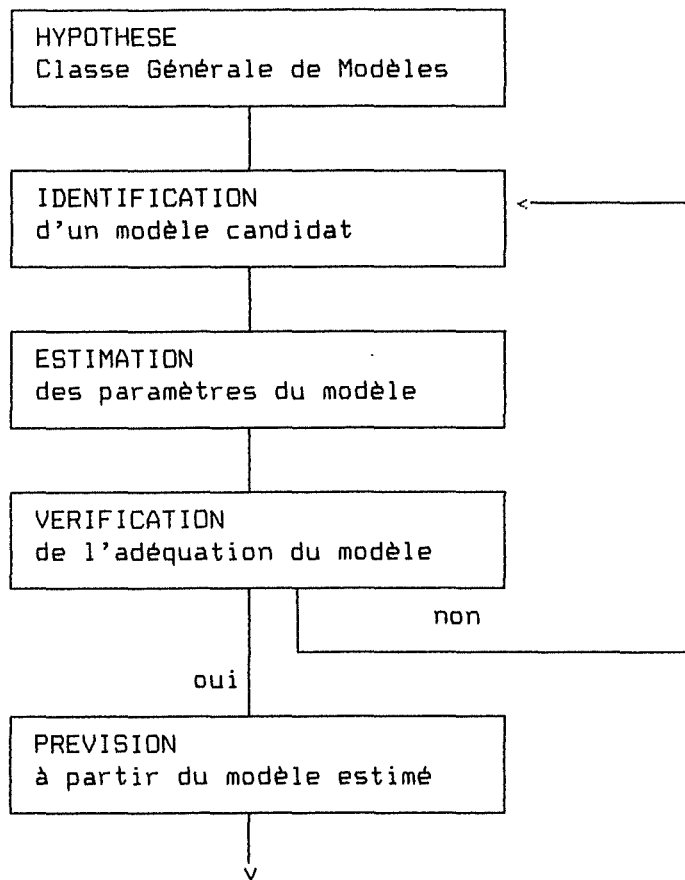 HYPOTHESE
Classe Générale de Modèles
IDENTIFICATION
d'un modèle candidat
ESTIMATION
des paramètres du modèle
VERIFICATION
de l'adéquation du modèle
non
oui
PREVISION
à partir du modèle estimé